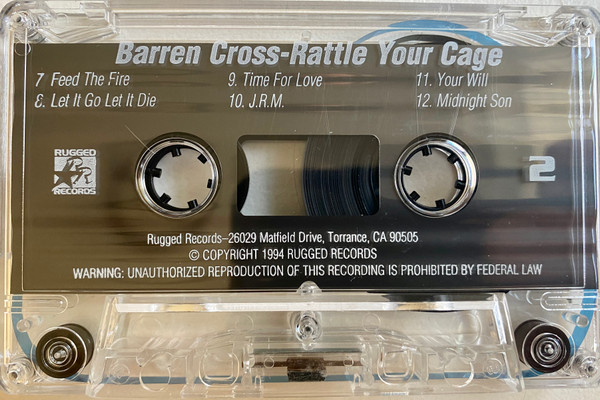 Barren Cross-Rattle Your Cage
7 Feed The Fire
8. Let It Go Let It Die
9. Time For Love
10. J.R.M.
11. Your Will
12. Midnight Son
RUGGED
RR
RECORDS
2
Rugged Records–26029 Matfield Drive, Torrance, CA 90505
© COPYRIGHT 1994 RUGGED RECORDS
WARNING: UNAUTHORIZED REPRODUCTION OF THIS RECORDING IS PROHIBITED BY FEDERAL LAW